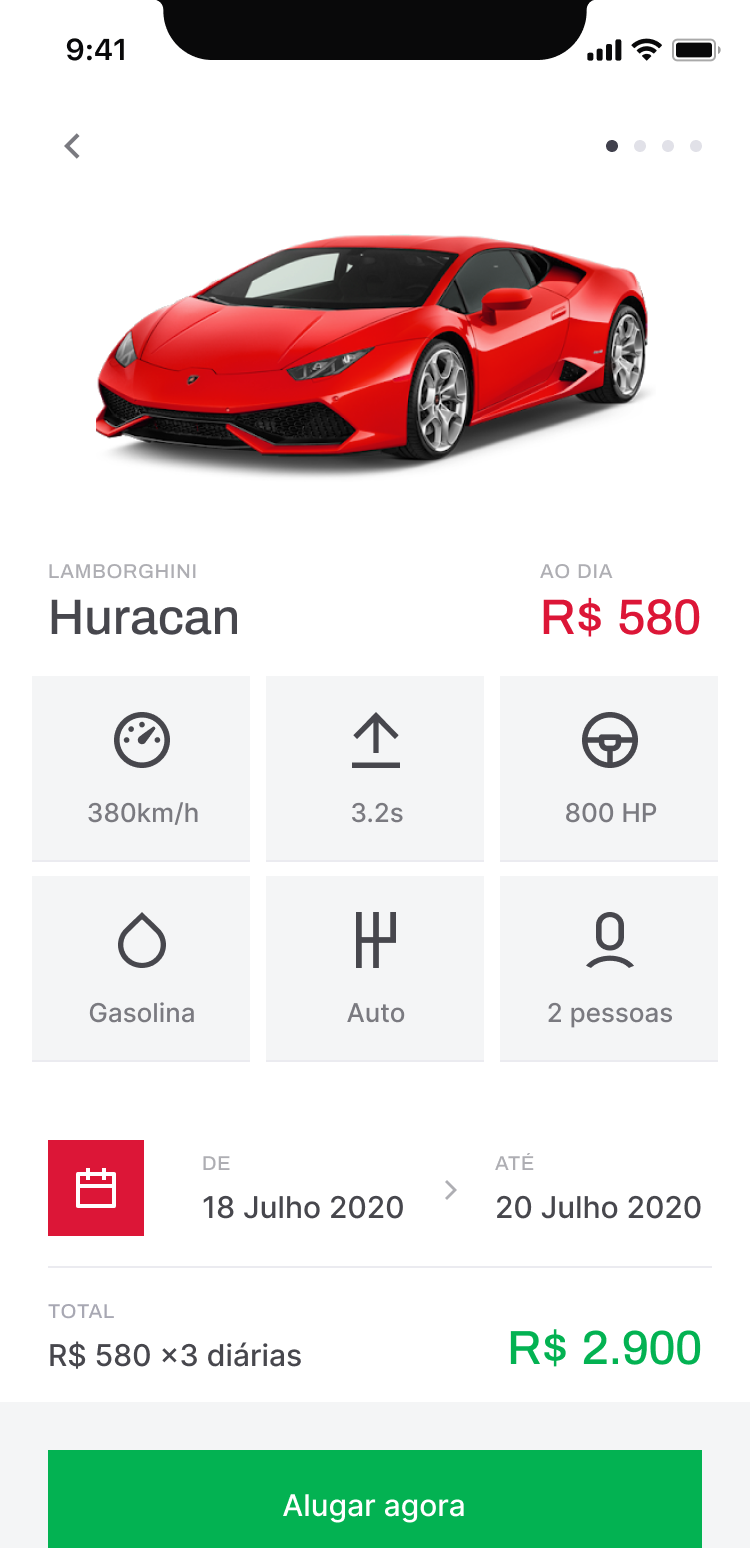 9:41
LAMBORGHINI
AO DIA
Huracan
R$ 580
380km/h
3.2s
800 HP
Gasolina
Auto
2 pessoas
DE
ATÉ
18 Julho 2020
20 Julho 2020
TOTAL
R$ 580 ×3 diárias
R$ 2.900
Alugar agora